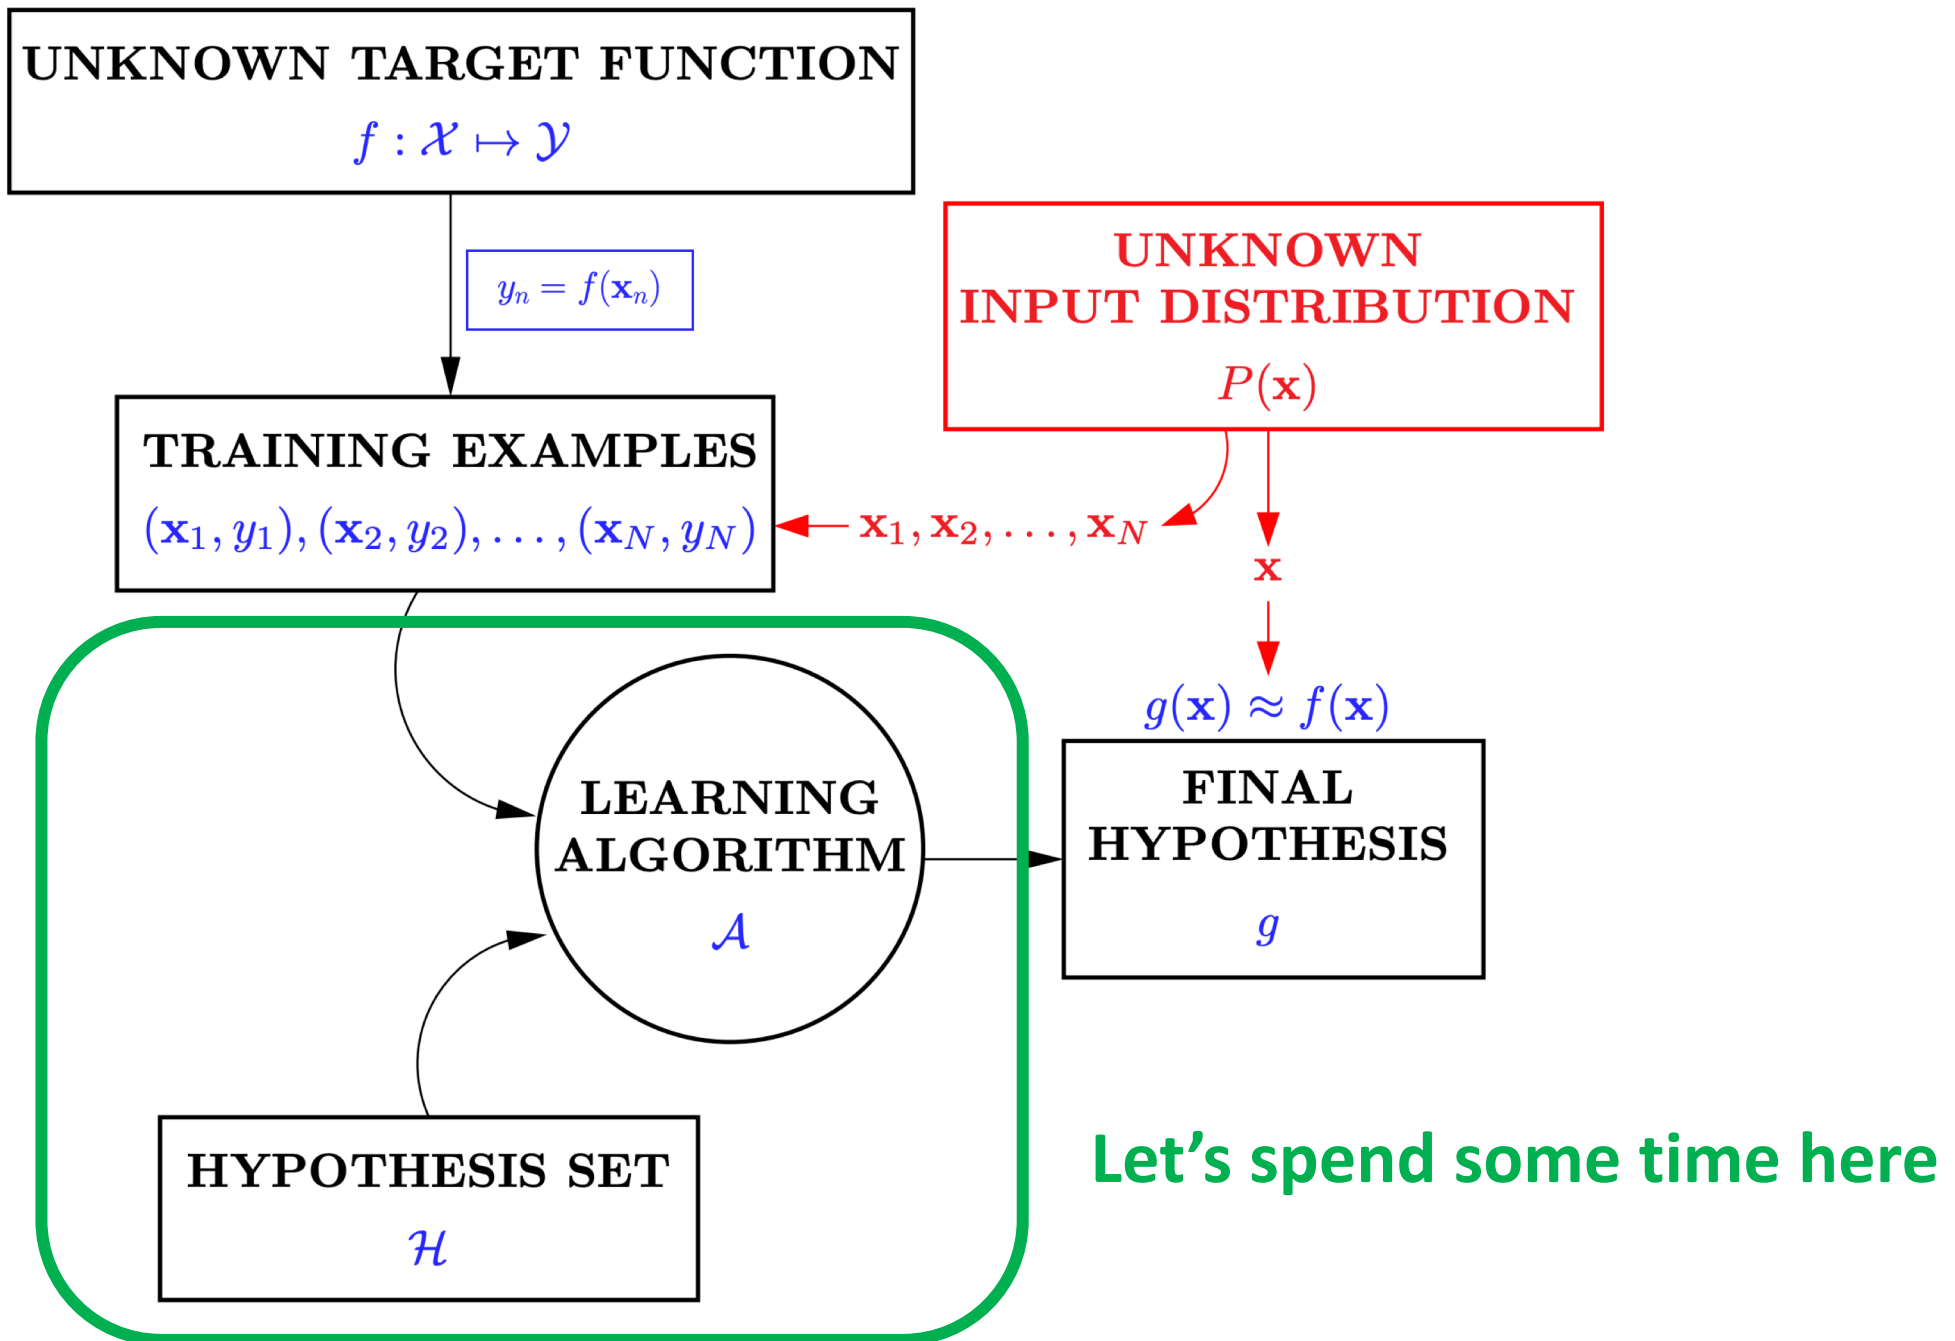 UNKNOWN TARGET FUNCTION
f : 𝒳 ↦ 𝒴
yₙ = f(𝐱ₙ)
UNKNOWN
INPUT DISTRIBUTION
P(𝐱)
TRAINING EXAMPLES
(𝐱₁, y₁), (𝐱₂, y₂), . . . , (𝐱_N, y_N)
𝐱₁, 𝐱₂, . . . , 𝐱_N
𝐱
g(𝐱) ≈ f(𝐱)
LEARNING
ALGORITHM
𝒜
FINAL
HYPOTHESIS
g
HYPOTHESIS SET
ℋ
Let’s spend some time here